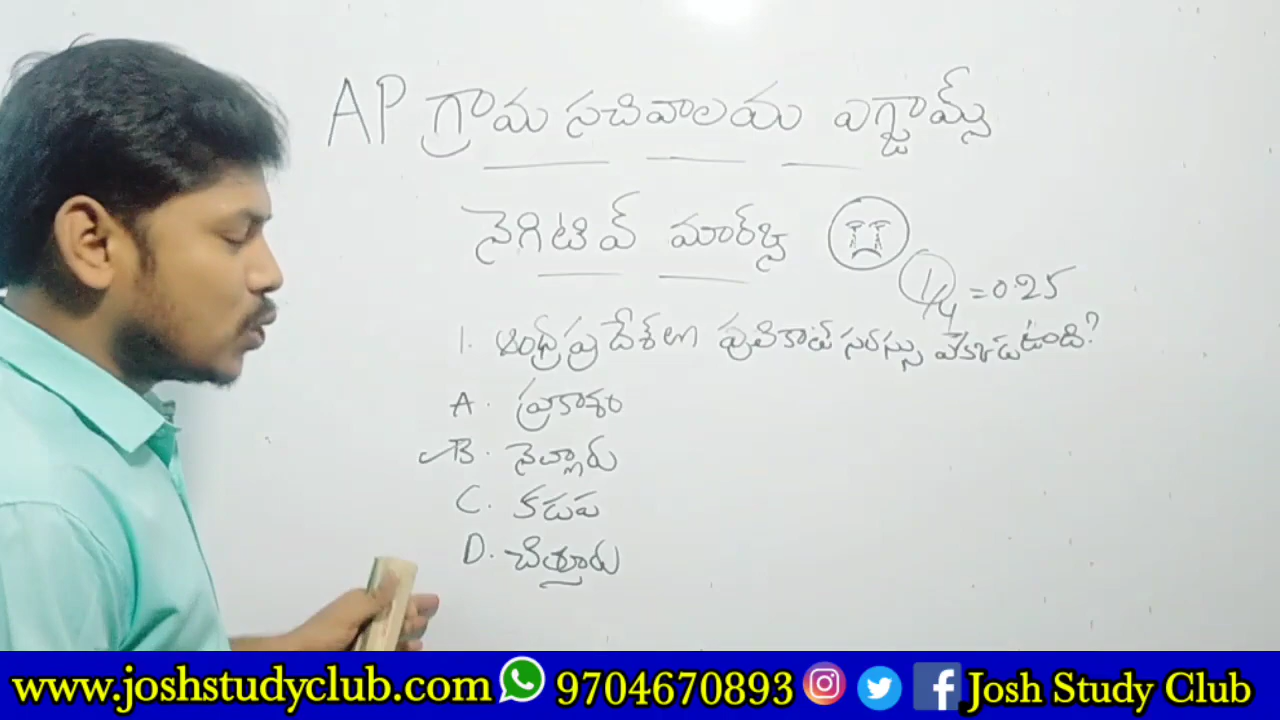 AP గ్రామ సచివాలయ ఎగ్జామ్స్
నెగిటివ్ మార్క్స్
1/4 = 0.25
1. ఆంధ్రప్రదేశ్‌లో పులికాట్ సరస్సు ఎక్కడ ఉంది?
A. ప్రకాశం
B. నెల్లూరు
C. కడప
D. చిత్తూరు
www.joshstudyclub.com 9704670893 Josh Study Club